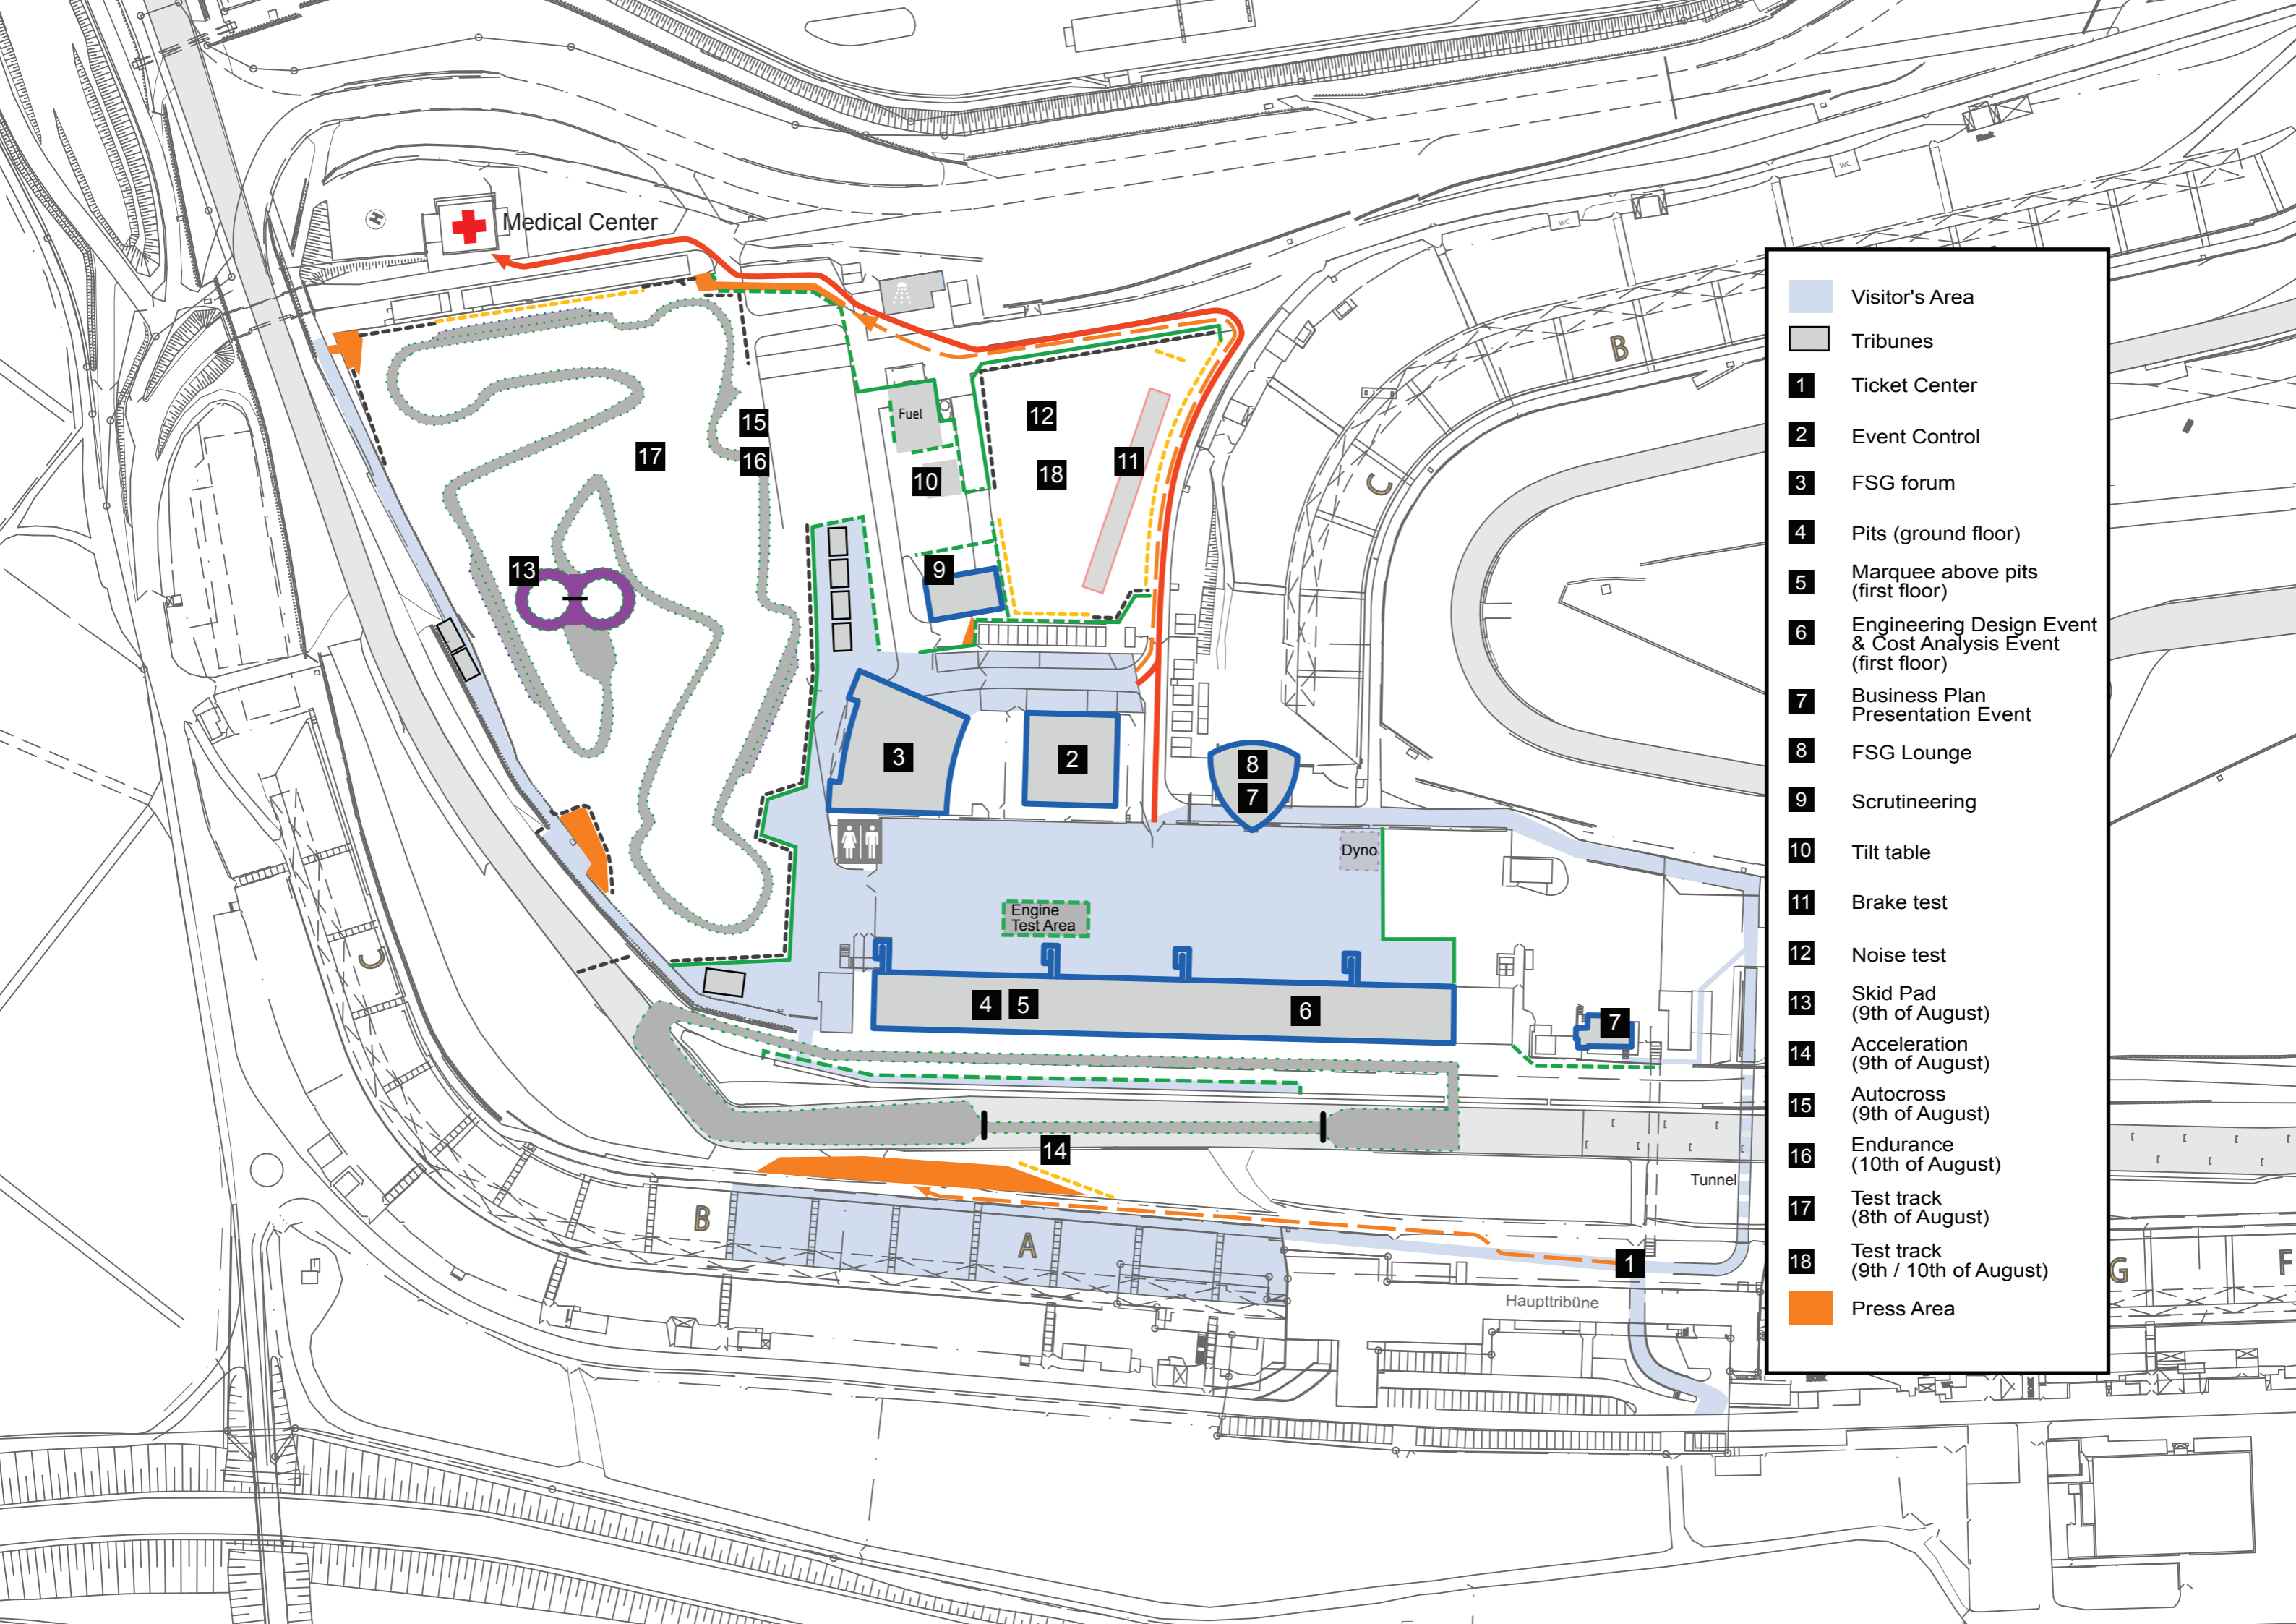 WC
H
Medical Center
WC
B
Visitor's Area
Tribunes
1 Ticket Center
2 Event Control
3 FSG forum
4 Pits (ground floor)
5 Marquee above pits
(first floor)
6 Engineering Design Event
& Cost Analysis Event
(first floor)
7 Business Plan
Presentation Event
8 FSG Lounge
9 Scrutineering
10 Tilt table
11 Brake test
12 Noise test
13 Skid Pad
(9th of August)
14 Acceleration
(9th of August)
15 Autocross
(9th of August)
16 Endurance
(10th of August)
17 Test track
(8th of August)
18 Test track
(9th / 10th of August)
Press Area
Fuel
12
15
17
16
11
18
10
C
13
9
3
2
8
7
Dyno
Engine
Test Area
C
4
5
6
7
14
Tunnel
B
A
1
Haupttribüne
G
F